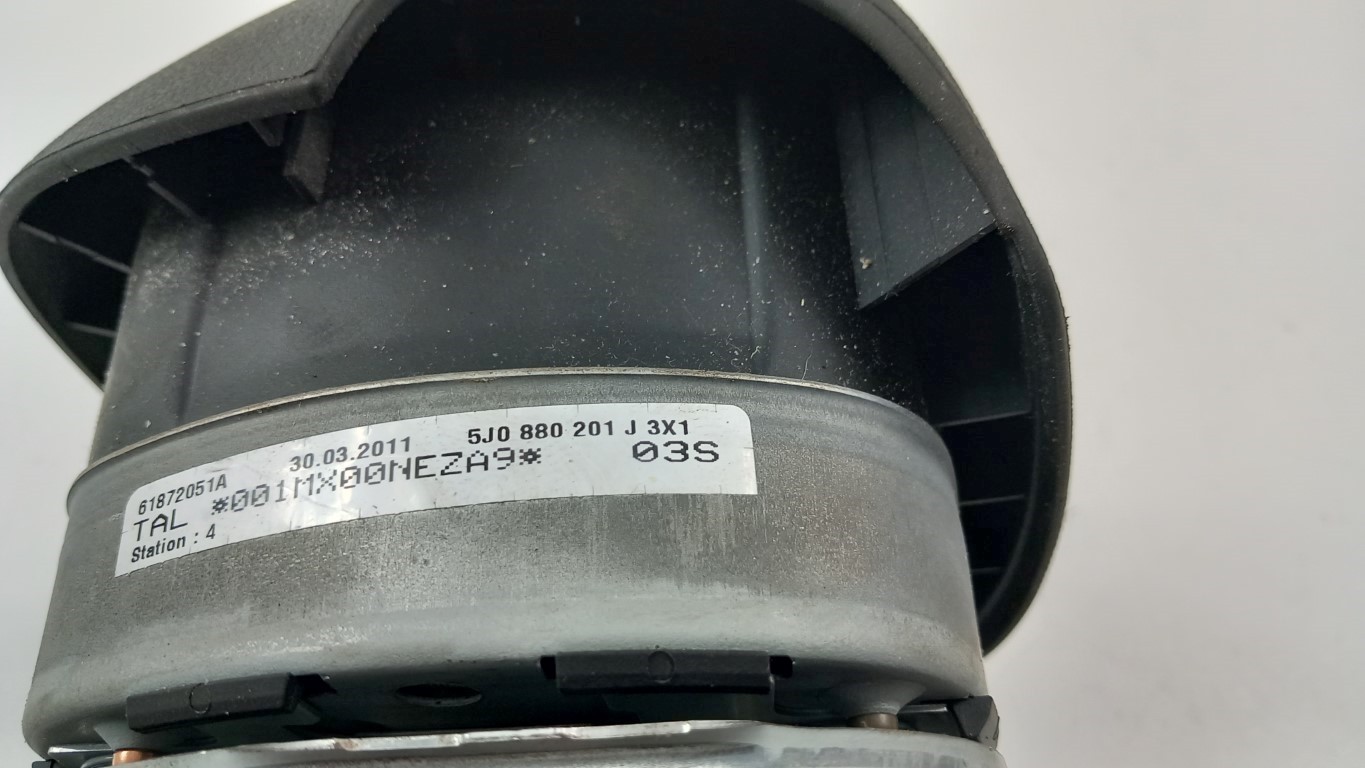 30.03.2011 5J0 880 201 J 3X1
61872051A
TAL *001MX00NEZA9* 03S
Station : 4